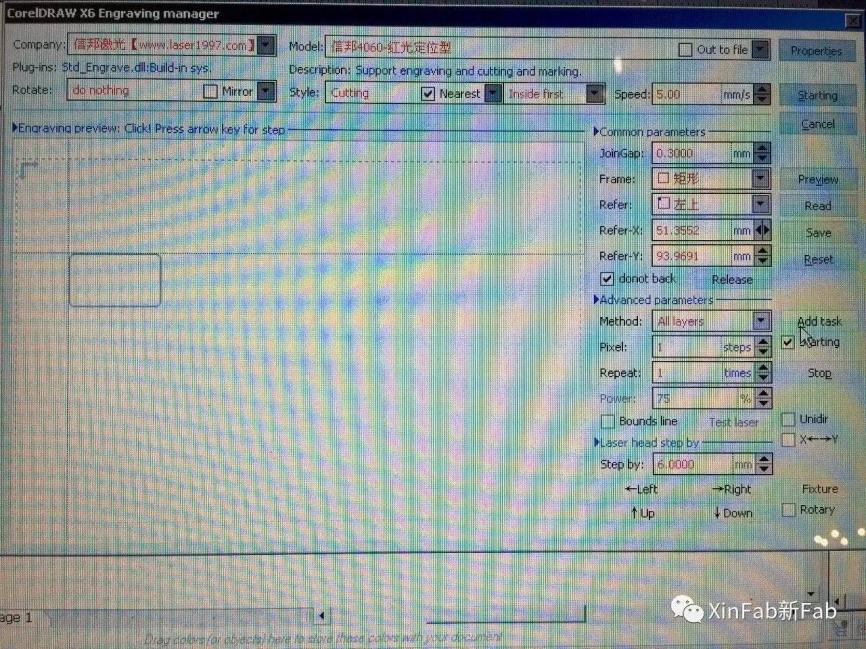 CorelDRAW X6 Engraving manager
Company: 信邦激光【www.laser1997.com】
Model: 信邦4060-红光定位型
Out to file
Properties
Plug-ins: Std_Engrave.dll:Build-in sys.
Description: Support engraving and cutting and marking.
Rotate: do nothing
Mirror
Style: Cutting
Nearest
Inside first
Speed: 5.00 mm/s
Starting
Cancel
Engraving preview: Click! Press arrow key for step
Common parameters
JoinGap: 0.3000 mm
Frame: 矩形
Preview
Refer: 左上
Read
Refer-X: 51.3552 mm
Save
Refer-Y: 93.9691 mm
Reset
donot back
Release
Advanced parameters
Method: All layers
Add task
Pixel: 1 steps
Starting
Repeat: 1 times
Stop
Power: 75 %
Bounds line
Test laser
Unidir
X←→Y
Laser head step by
Step by: 6.0000 mm
←Left
→Right
Fixture
↑Up
↓Down
Rotary
age 1
Drag colors (or objects) here to store these colors with your document
XinFab新Fab